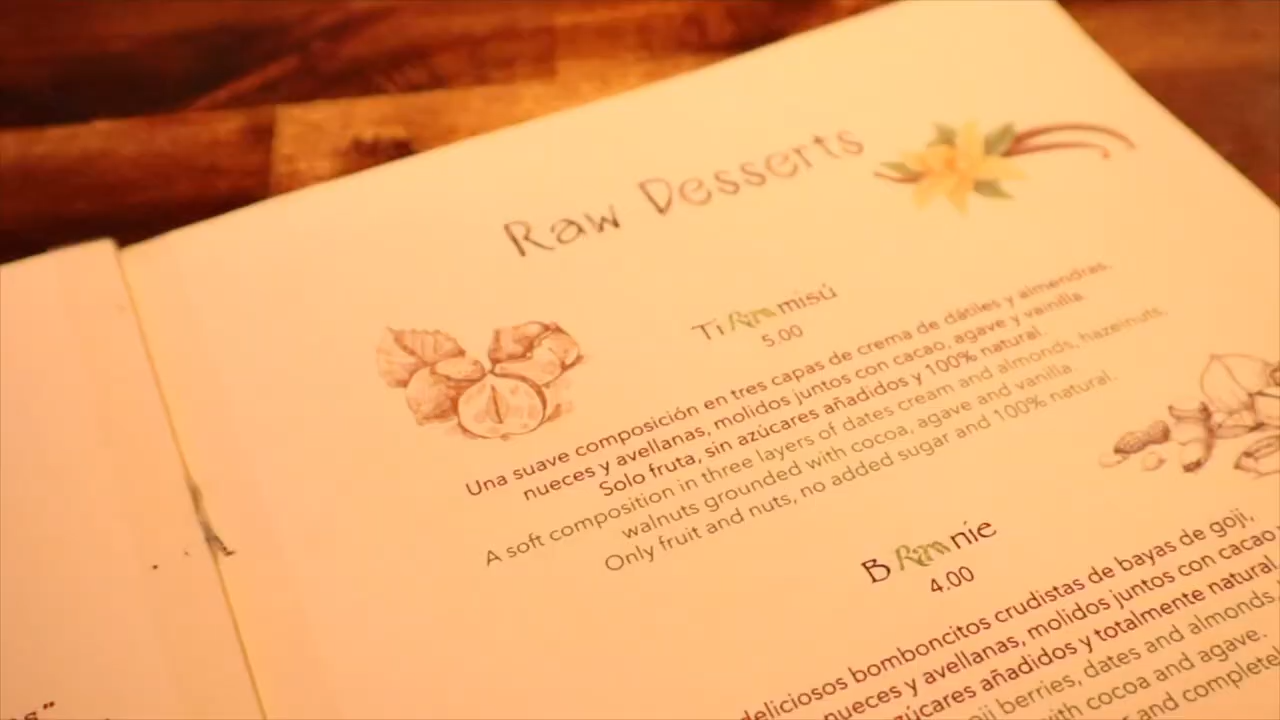 Raw Desserts
TiRawmisú
5.00
Una suave composición en tres capas de crema de dátiles y almendras,
nueces y avellanas, molidos juntos con cacao, agave y vainilla.
Solo fruta, sin azúcares añadidos y 100% natural.
A soft composition in three layers of dates cream and almonds, hazelnuts,
walnuts grounded with cocoa, agave and vanilla
Only fruit and nuts, no added sugar and 100% natural.
BRawnie
4.00
deliciosos bomboncitos crudistas de bayas de goji,
nueces y avellanas, molidos juntos con cacao
azúcares añadidos y totalmente natural.
berries, dates and almonds,
with cocoa and agave.
and completel